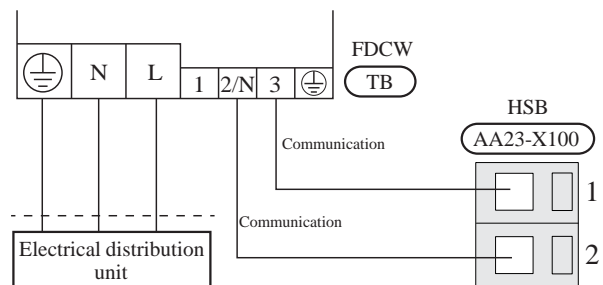 FDCW
TB
N L 1 2/N 3
HSB
AA23-X100
Communication
1
Communication
2
Electrical distribution
unit